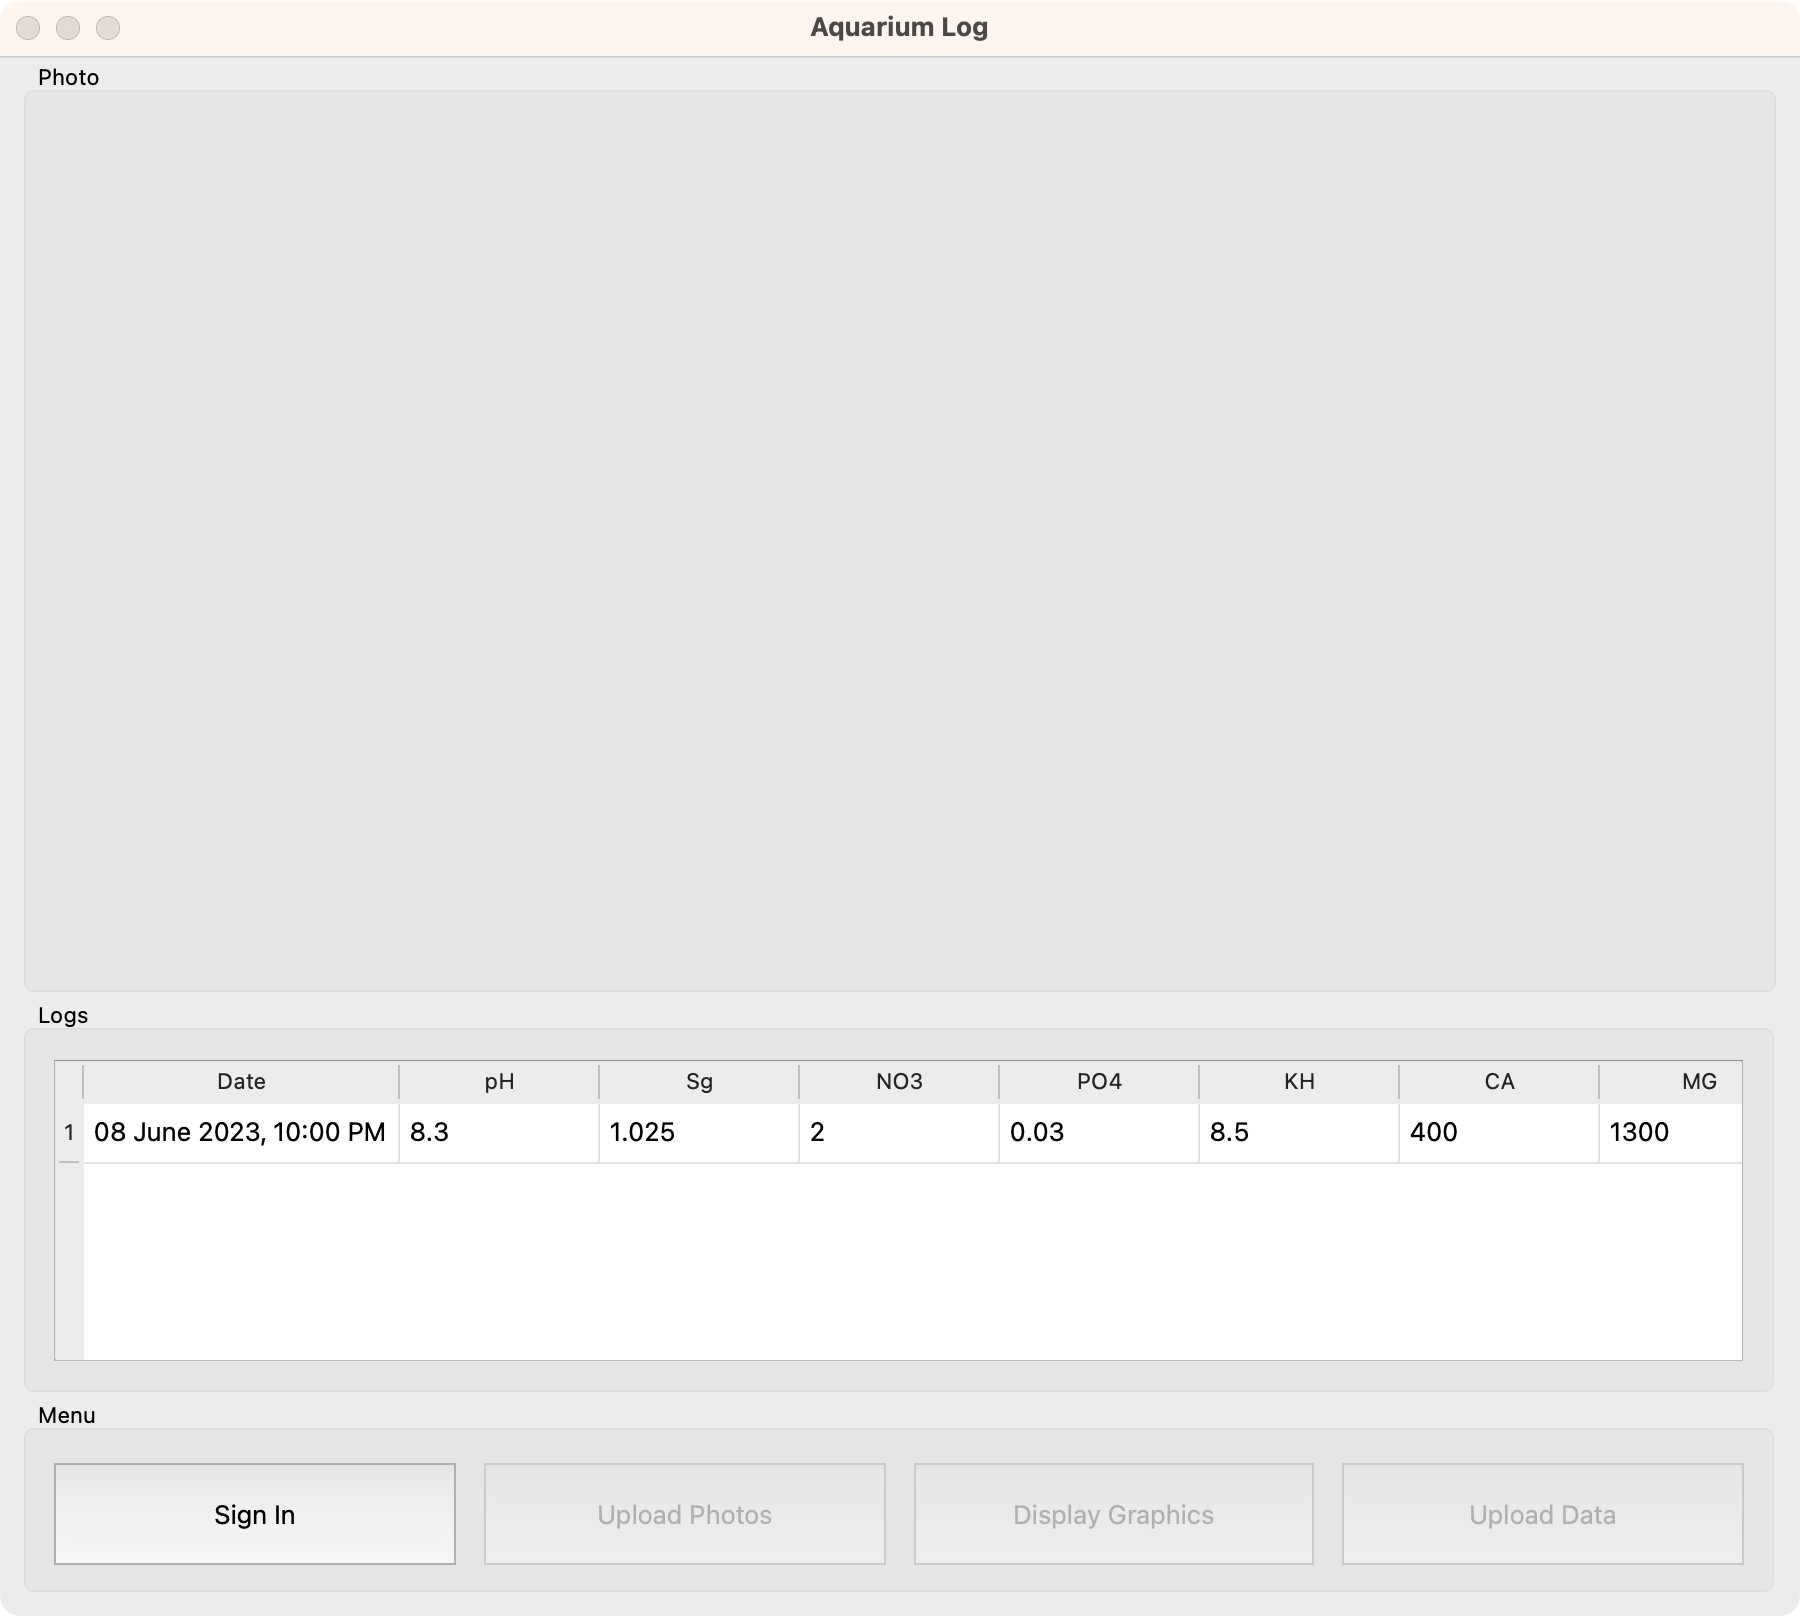 Aquarium Log
Photo
Logs
Date pH Sg NO3 PO4 KH CA MG
1 08 June 2023, 10:00 PM 8.3 1.025 2 0.03 8.5 400 1300
Menu
Sign In Upload Photos Display Graphics Upload Data